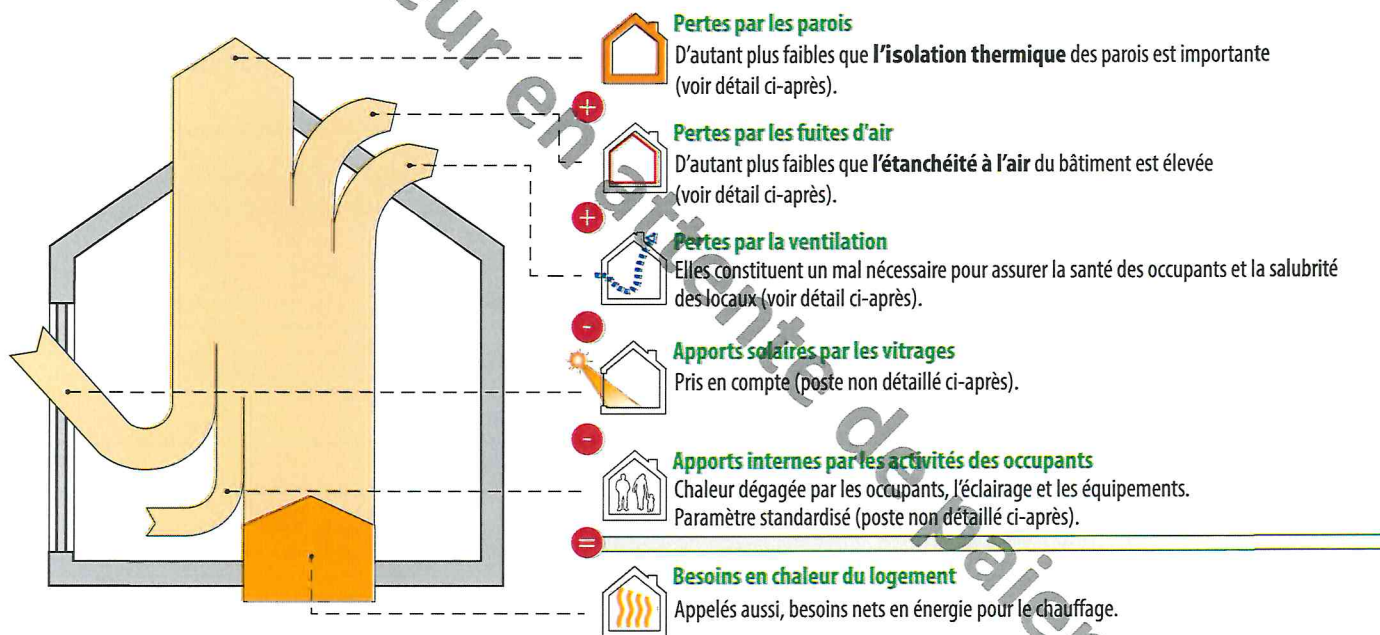 Pertes par les parois
D'autant plus faibles que l'isolation thermique des parois est importante
(voir détail ci-après).
+
Pertes par les fuites d'air
D'autant plus faibles que l'étanchéité à l'air du bâtiment est élevée
(voir détail ci-après).
+
Pertes par la ventilation
Elles constituent un mal nécessaire pour assurer la santé des occupants et la salubrité
des locaux (voir détail ci-après).
-
Apports solaires par les vitrages
Pris en compte (poste non détaillé ci-après).
-
Apports internes par les activités des occupants
Chaleur dégagée par les occupants, l'éclairage et les équipements.
Paramètre standardisé (poste non détaillé ci-après).
=
Besoins en chaleur du logement
Appelés aussi, besoins nets en énergie pour le chauffage.
eur en attente de paiem